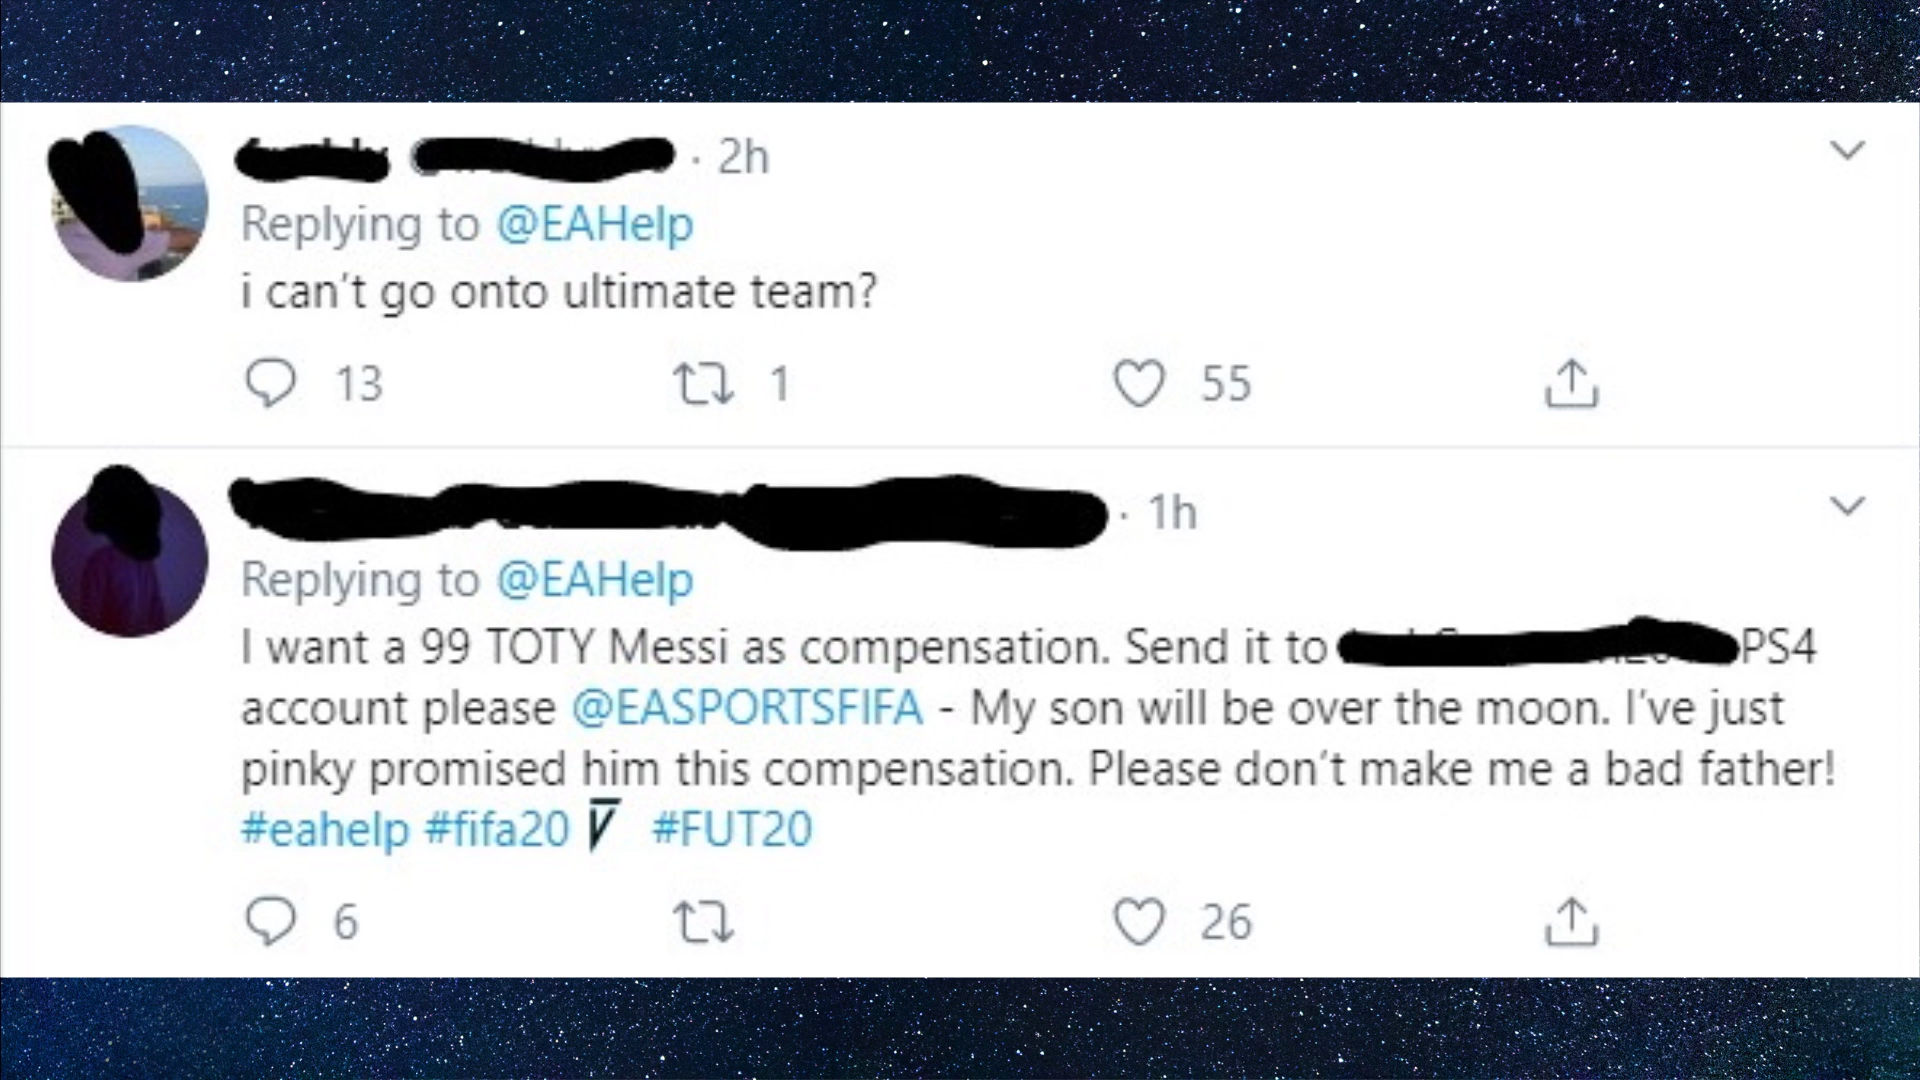 · 2h
Replying to @EAHelp
i can't go onto ultimate team?
13 1 55
· 1h
Replying to @EAHelp
I want a 99 TOTY Messi as compensation. Send it to PS4
account please @EASPORTSFIFA - My son will be over the moon. I've just
pinky promised him this compensation. Please don't make me a bad father!
#eahelp #fifa20 #FUT20
6 26